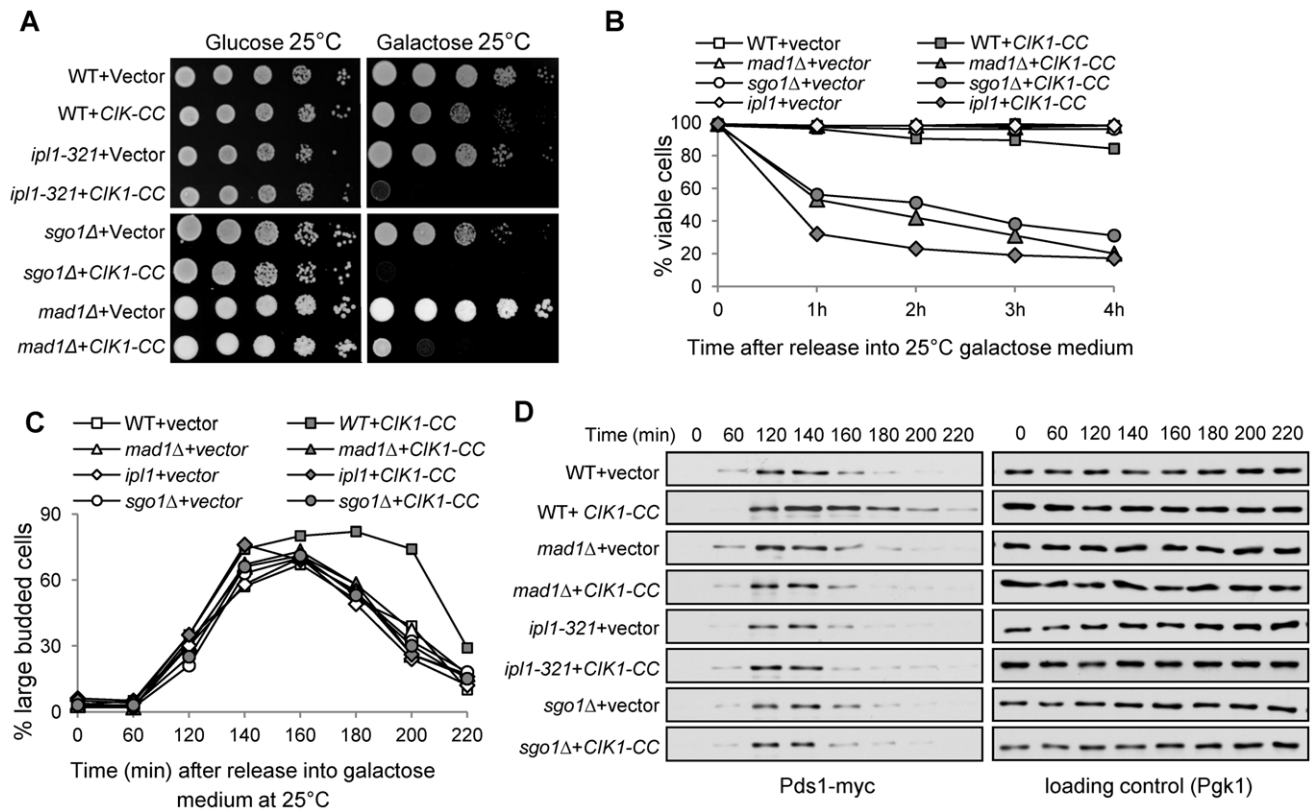 A
Glucose 25°C Galactose 25°C
WT+Vector
WT+CIK-CC
ipl1-321+Vector
ipl1-321+CIK1-CC
sgo1Δ+Vector
sgo1Δ+CIK1-CC
mad1Δ+Vector
mad1Δ+CIK1-CC
B
WT+vector WT+CIK1-CC
mad1Δ+vector mad1Δ+CIK1-CC
sgo1Δ+vector sgo1Δ+CIK1-CC
ipl1+vector ipl1+CIK1-CC
% viable cells
100
80
60
40
20
0
0 1h 2h 3h 4h
Time after release into 25°C galactose medium
C
WT+vector WT+CIK1-CC
mad1Δ+vector mad1Δ+CIK1-CC
ipl1+vector ipl1+CIK1-CC
sgo1Δ+vector sgo1Δ+CIK1-CC
% large budded cells
90
60
30
0
0 60 120 140 160 180 200 220
Time (min) after release into galactose
medium at 25°C
D
Time (min) 0 60 120 140 160 180 200 220 0 60 120 140 160 180 200 220
WT+vector
WT+ CIK1-CC
mad1Δ+vector
mad1Δ+CIK1-CC
ipl1-321+vector
ipl1-321+CIK1-CC
sgo1Δ+vector
sgo1Δ+CIK1-CC
Pds1-myc loading control (Pgk1)